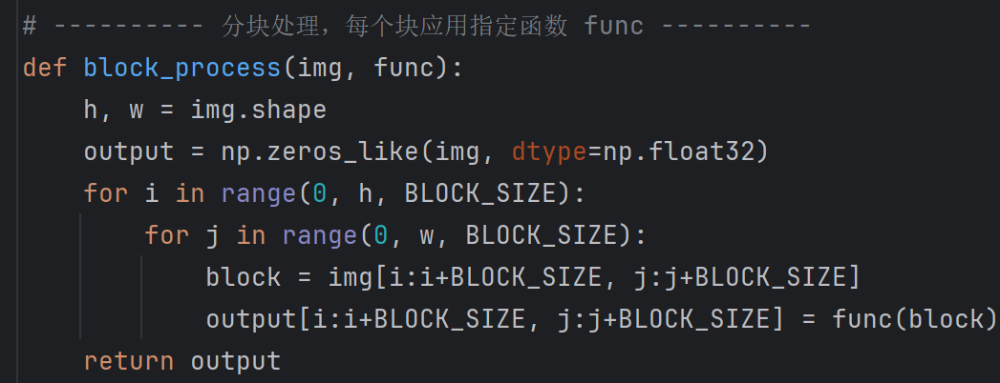 # ---------- 分块处理，每个块应用指定函数 func ----------
def block_process(img, func):
    h, w = img.shape
    output = np.zeros_like(img, dtype=np.float32)
    for i in range(0, h, BLOCK_SIZE):
        for j in range(0, w, BLOCK_SIZE):
            block = img[i:i+BLOCK_SIZE, j:j+BLOCK_SIZE]
            output[i:i+BLOCK_SIZE, j:j+BLOCK_SIZE] = func(block)
    return output